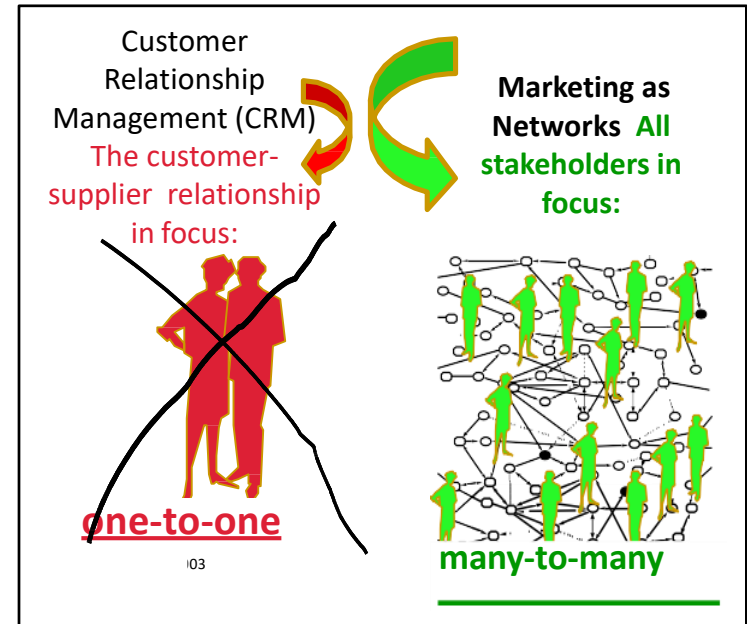 Customer
Relationship
Management (CRM)
The customer-
supplier relationship
in focus:
one-to-one
03
Marketing as
Networks All
stakeholders in
focus:
many-to-many